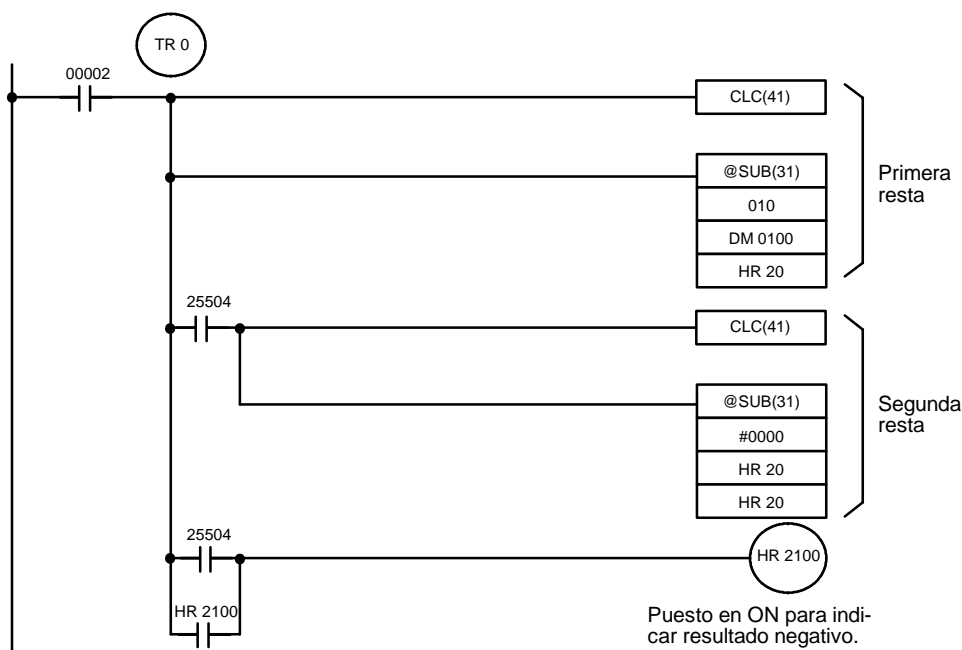 TR 0
00002
CLC(41)
@SUB(31)
010
DM 0100
HR 20
Primera
resta
25504
CLC(41)
@SUB(31)
#0000
HR 20
HR 20
Segunda
resta
25504
HR 2100
HR 2100
Puesto en ON para indi-
car resultado negativo.